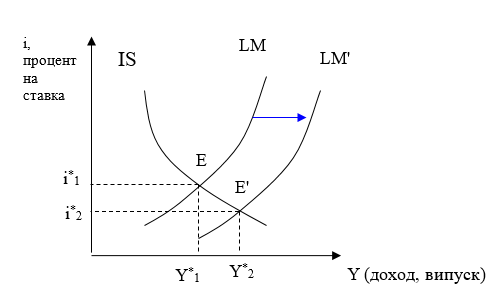 i,
процент
на
ставка
IS
LM
LM'
E
E'
i*1
i*2
Y*1
Y*2
Y (доход, випуск)